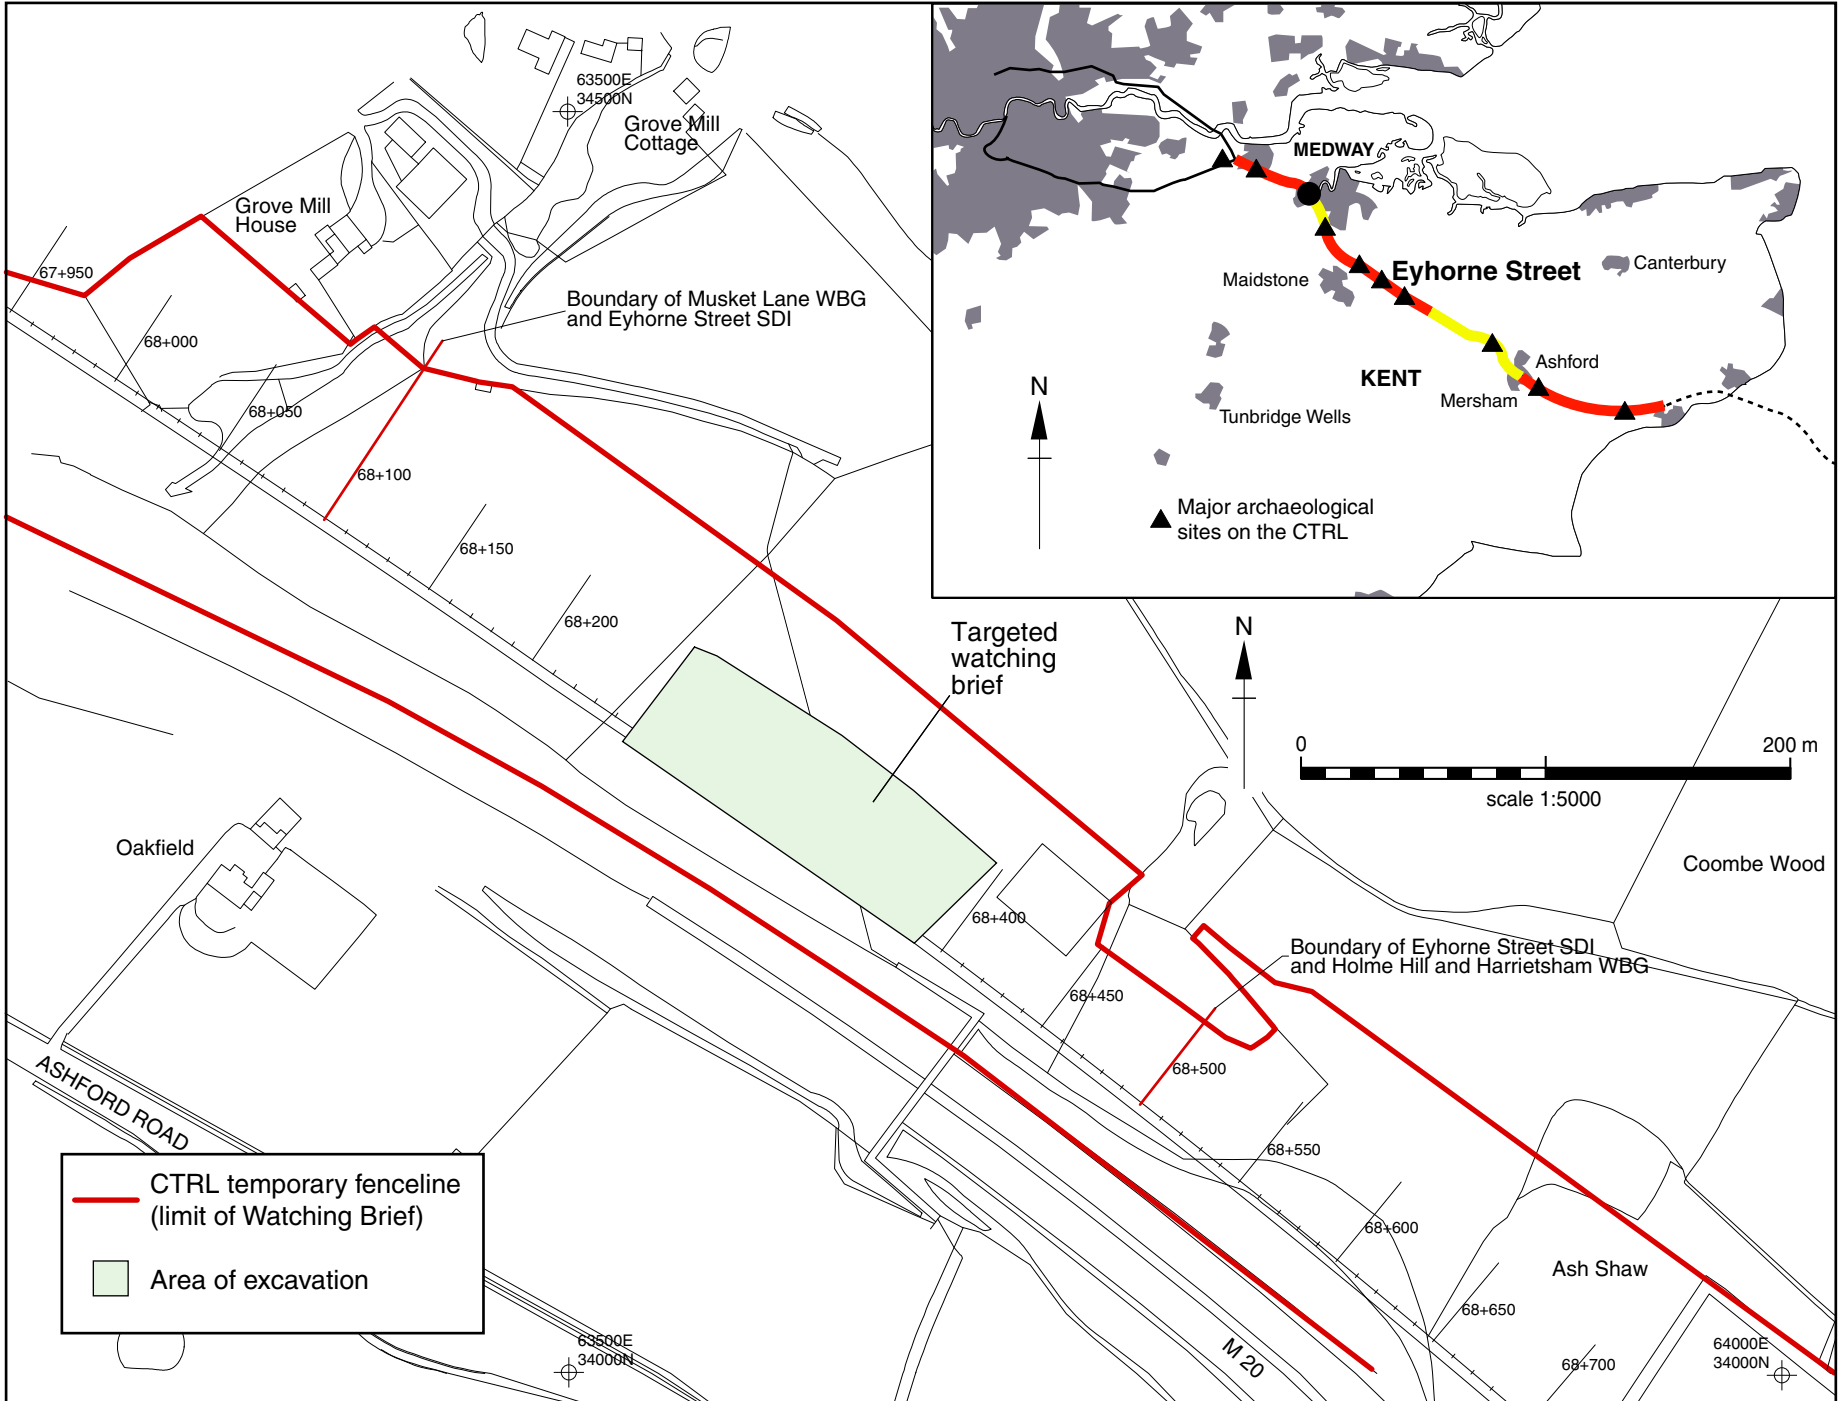 63500E
34500N
Grove Mill
Cottage
Grove Mill
House
67+950
68+000
68+050
68+100
68+150
68+200
Boundary of Musket Lane WBG
and Eyhorne Street SDI
MEDWAY
Maidstone
Eyhorne Street
Canterbury
Ashford
KENT
Mersham
Tunbridge Wells
N
Major archaeological
sites on the CTRL
Targeted
watching
brief
N
0
200 m
scale 1:5000
Oakfield
Coombe Wood
68+400
68+450
Boundary of Eyhorne Street SDI
and Holme Hill and Harrietsham WBG
68+500
68+550
68+600
68+650
68+700
Ash Shaw
ASHFORD ROAD
M 20
CTRL temporary fenceline
(limit of Watching Brief)
Area of excavation
63500E
34000N
64000E
34000N